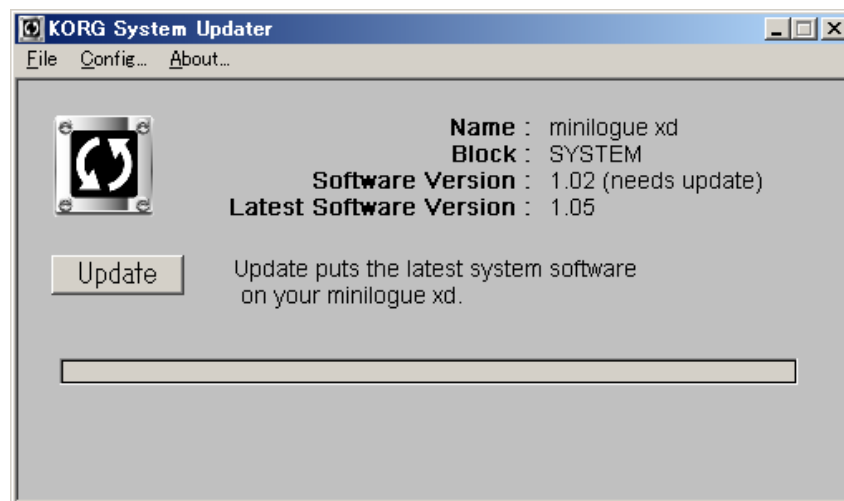 KORG System Updater
File Config... About...
Name : minilogue xd
Block : SYSTEM
Software Version : 1.02 (needs update)
Latest Software Version : 1.05
Update
Update puts the latest system software
on your minilogue xd.